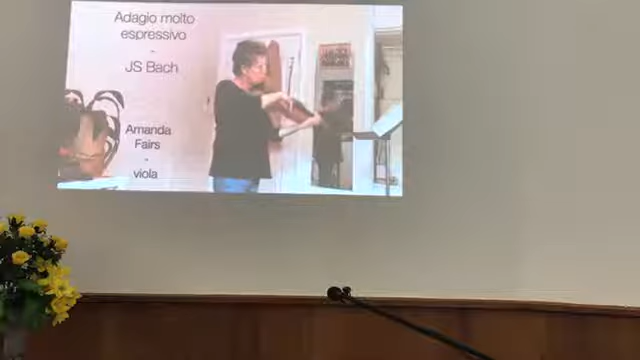 Adagio molto
espressivo
-
JS Bach
Amanda
Fairs
-
viola